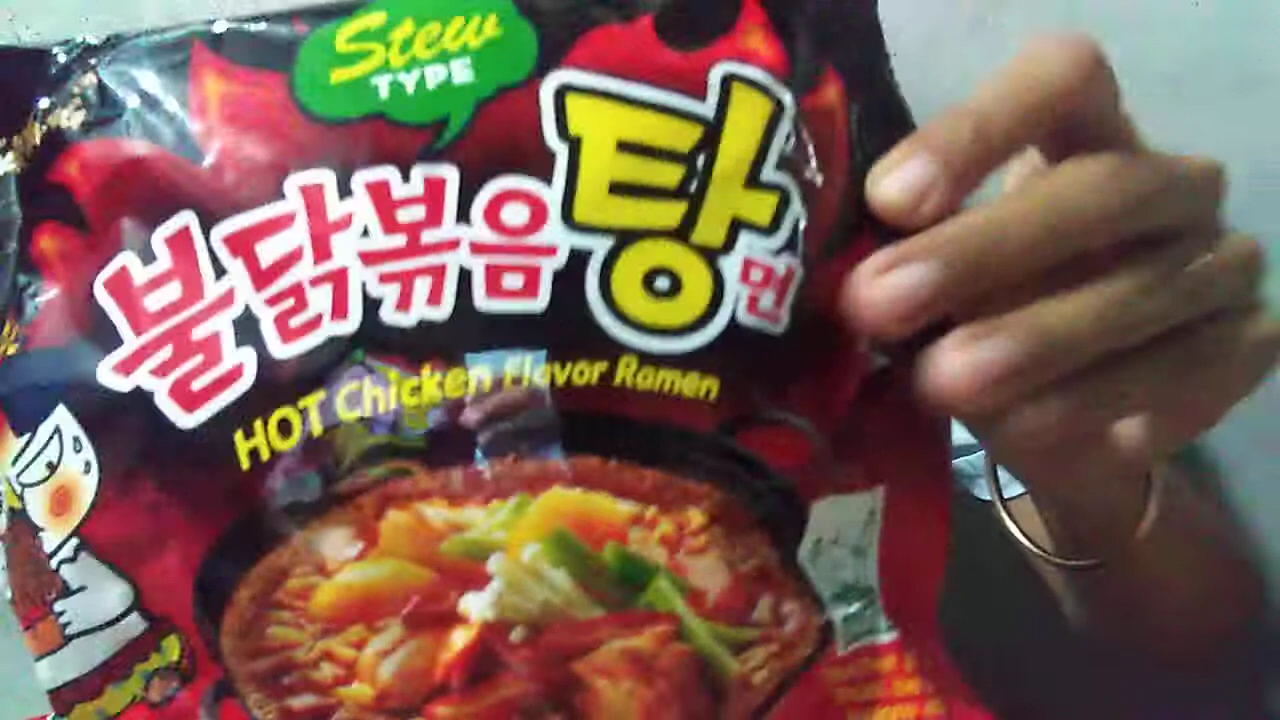 Stew
TYPE
불닭볶음탕면
HOT Chicken Flavor Ramen